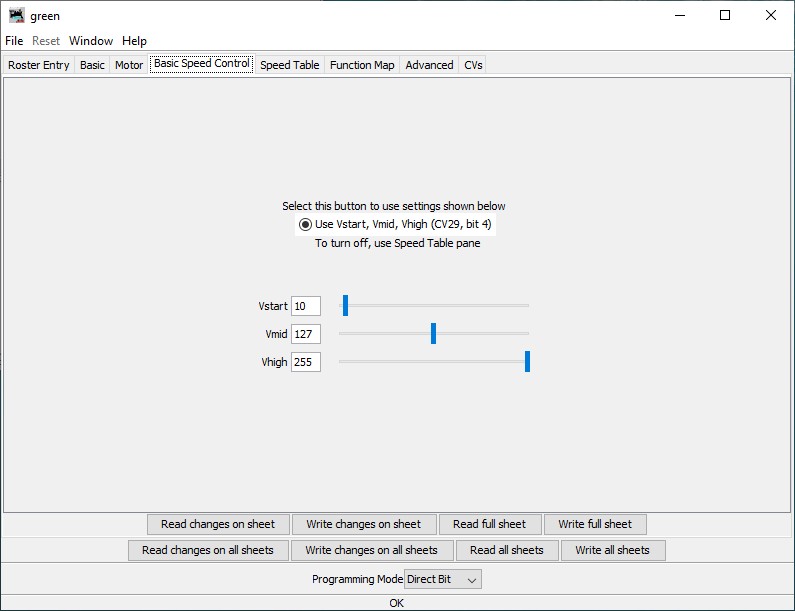 green
File Reset Window Help
Roster Entry Basic Motor Basic Speed Control Speed Table Function Map Advanced CVs
Select this button to use settings shown below
Use Vstart, Vmid, Vhigh (CV29, bit 4)
To turn off, use Speed Table pane
Vstart 10
Vmid 127
Vhigh 255
Read changes on sheet Write changes on sheet Read full sheet Write full sheet
Read changes on all sheets Write changes on all sheets Read all sheets Write all sheets
Programming Mode Direct Bit
OK